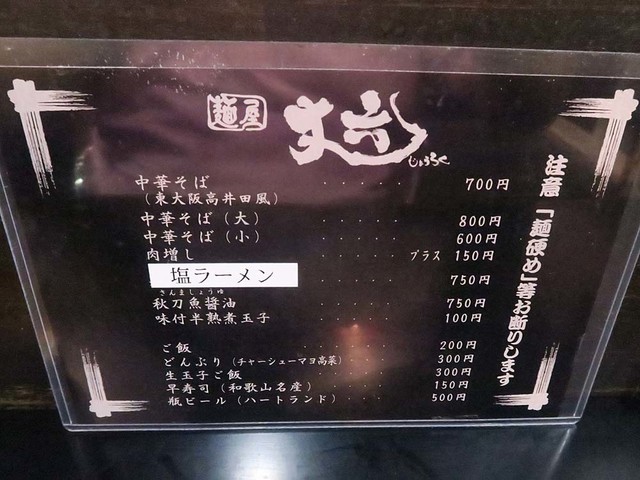 麺屋 丈六
じょうろく
中華そば ・・・・・ 700円
（東大阪高井田風）
中華そば（大） ・・・・・ 800円
中華そば（小） ・・・・・ 600円
肉増し ・・・・・ プラス 150円
塩ラーメン ・・・・・ 750円
さんましょうゆ
秋刀魚醤油 ・・・・・ 750円
味付半熟煮玉子 ・・・・・ 100円
ご飯 ・・・・・ 200円
どんぶり（チャーシューマヨ高菜） ・・・ 300円
生玉子ご飯 ・・・・・ 300円
早寿司（和歌山名産） ・・・・ 150円
瓶ビール（ハートランド） ・・・ 500円
注意「麺硬め」等お断りします